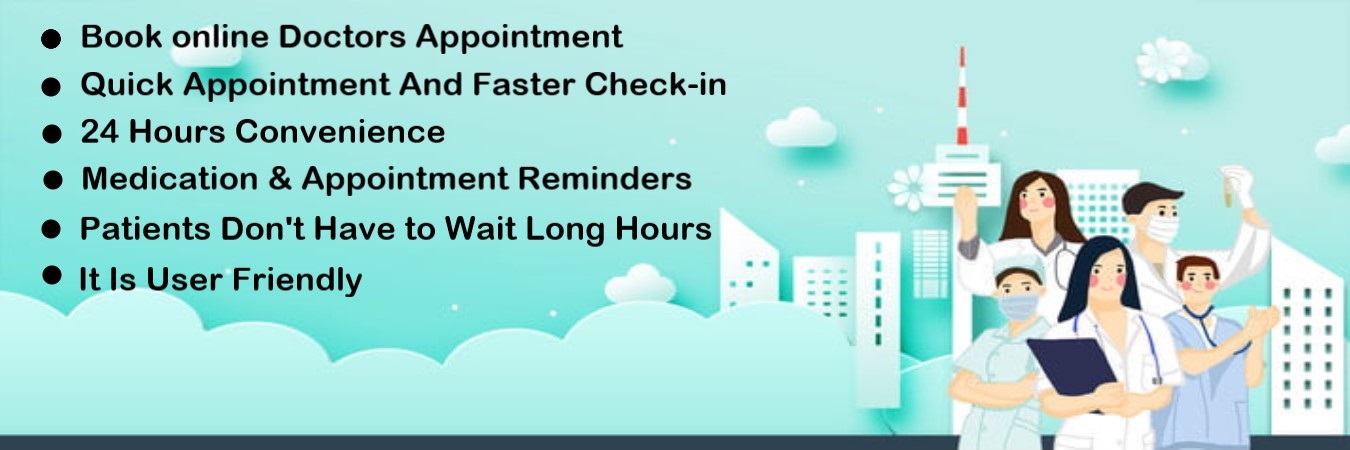 ● Book online Doctors Appointment
● Quick Appointment And Faster Check-in
● 24 Hours Convenience
● Medication & Appointment Reminders
● Patients Don't Have to Wait Long Hours
● It Is User Friendly